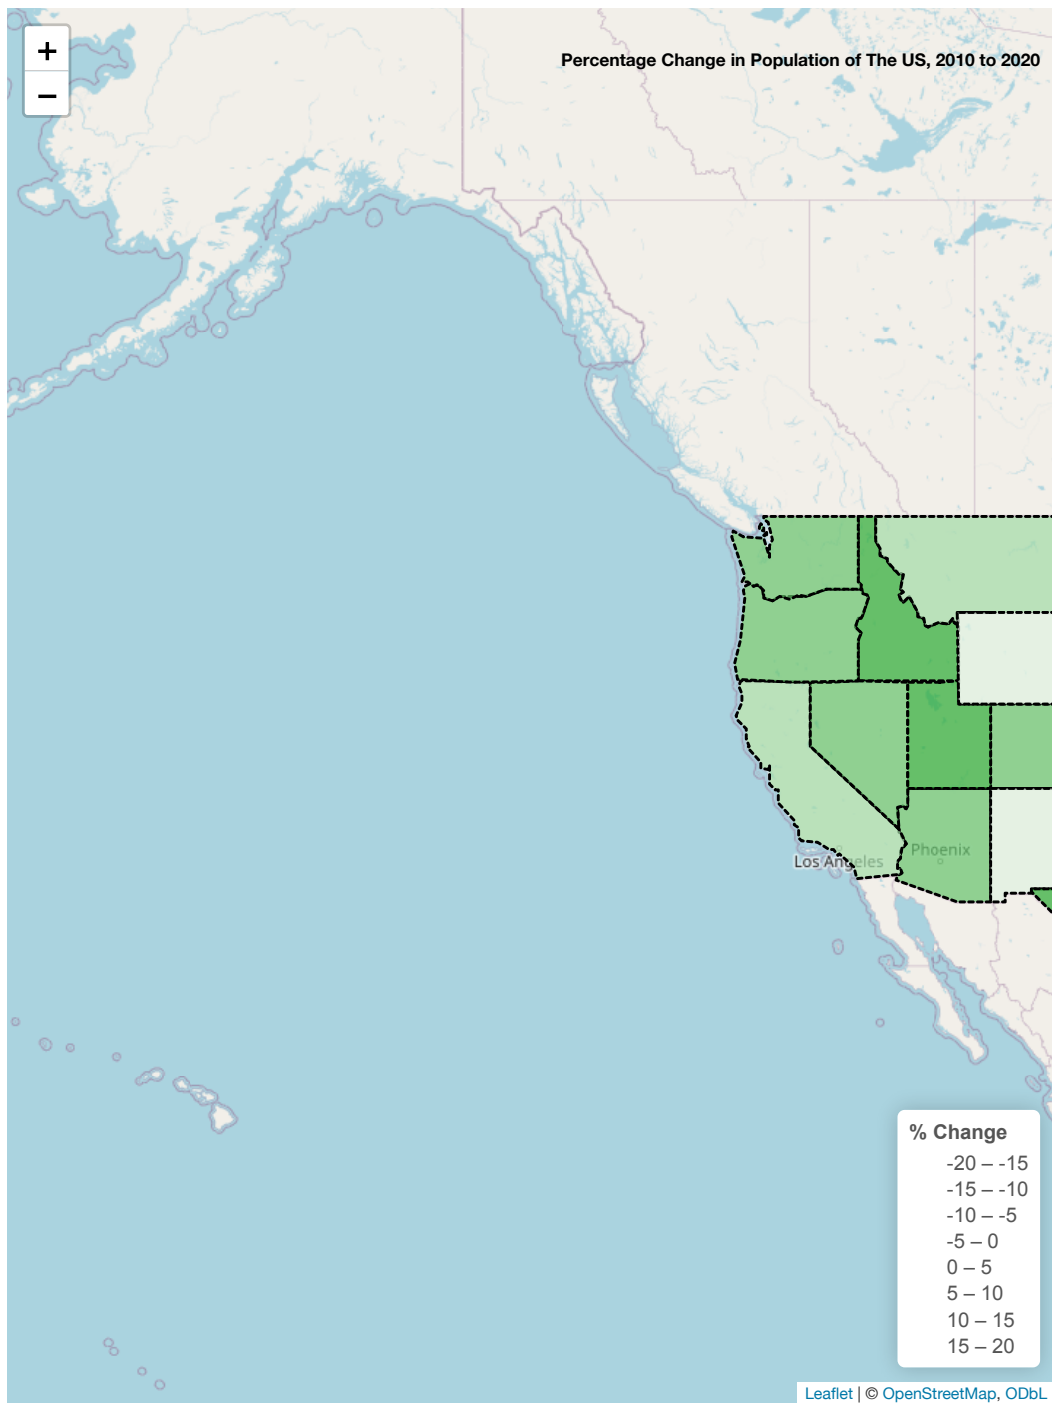 +
−
Percentage Change in Population of The US, 2010 to 2020
Phoenix
Los Angeles
% Change
-20 – -15
-15 – -10
-10 – -5
-5 – 0
0 – 5
5 – 10
10 – 15
15 – 20
Leaflet | © OpenStreetMap, ODbL